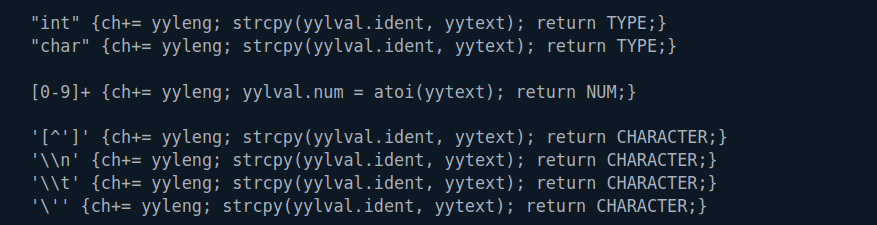 "int" {ch+= yyleng; strcpy(yylval.ident, yytext); return TYPE;}
"char" {ch+= yyleng; strcpy(yylval.ident, yytext); return TYPE;}
[0-9]+ {ch+= yyleng; yylval.num = atoi(yytext); return NUM;}
'[^']' {ch+= yyleng; strcpy(yylval.ident, yytext); return CHARACTER;}
'\\n' {ch+= yyleng; strcpy(yylval.ident, yytext); return CHARACTER;}
'\\t' {ch+= yyleng; strcpy(yylval.ident, yytext); return CHARACTER;}
'\'' {ch+= yyleng; strcpy(yylval.ident, yytext); return CHARACTER;}